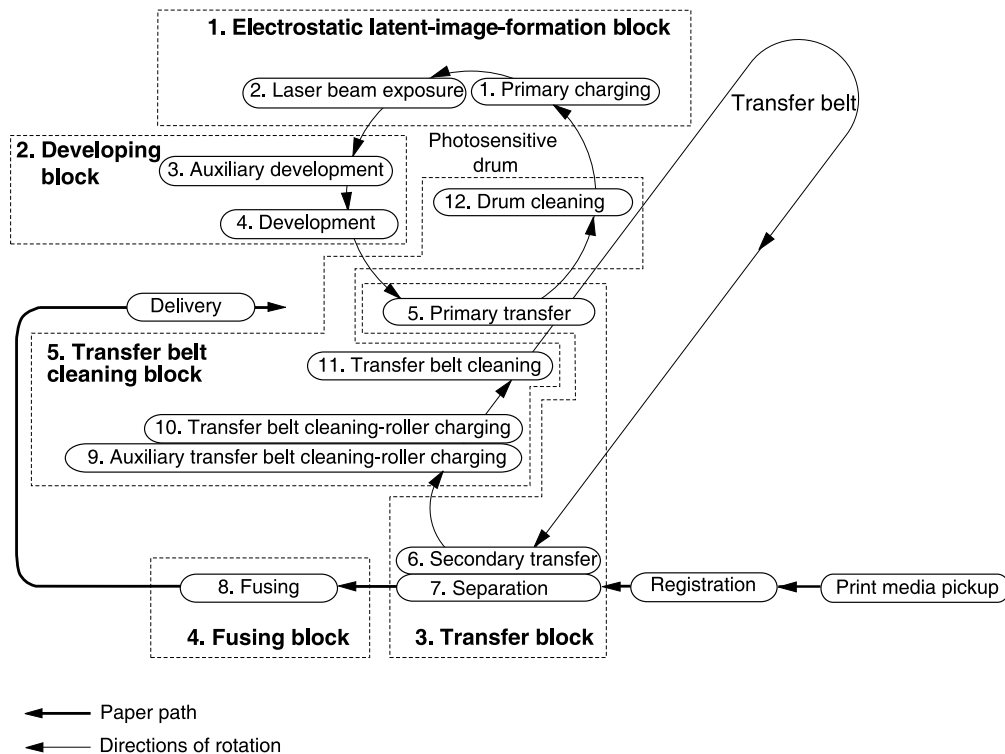 1. Electrostatic latent-image-formation block
2. Laser beam exposure
1. Primary charging
Transfer belt
2. Developing
block
Photosensitive
drum
3. Auxiliary development
12. Drum cleaning
4. Development
Delivery
5. Primary transfer
5. Transfer belt
cleaning block
11. Transfer belt cleaning
10. Transfer belt cleaning-roller charging
9. Auxiliary transfer belt cleaning-roller charging
6. Secondary transfer
8. Fusing
7. Separation
Registration
Print media pickup
4. Fusing block
3. Transfer block
Paper path
Directions of rotation